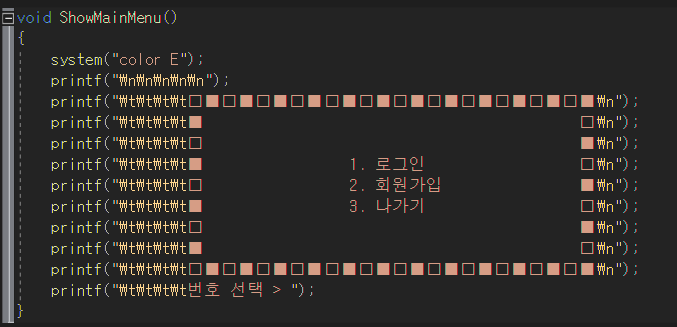 void ShowMainMenu()
{
    system("color E");
    printf("₩n₩n₩n₩n₩n");
    printf("₩t₩t₩t₩t□■□■□■□■□■□■□■□■□■□■□■□■₩n");
    printf("₩t₩t₩t₩t■                                            □₩n");
    printf("₩t₩t₩t₩t□                                            ■₩n");
    printf("₩t₩t₩t₩t■                 1. 로그인                  □₩n");
    printf("₩t₩t₩t₩t□                 2. 회원가입                ■₩n");
    printf("₩t₩t₩t₩t■                 3. 나가기                  □₩n");
    printf("₩t₩t₩t₩t□                                            ■₩n");
    printf("₩t₩t₩t₩t■                                            □₩n");
    printf("₩t₩t₩t₩t□■□■□■□■□■□■□■□■□■□■□■□■₩n");
    printf("₩t₩t₩t₩t번호 선택 > ");
}